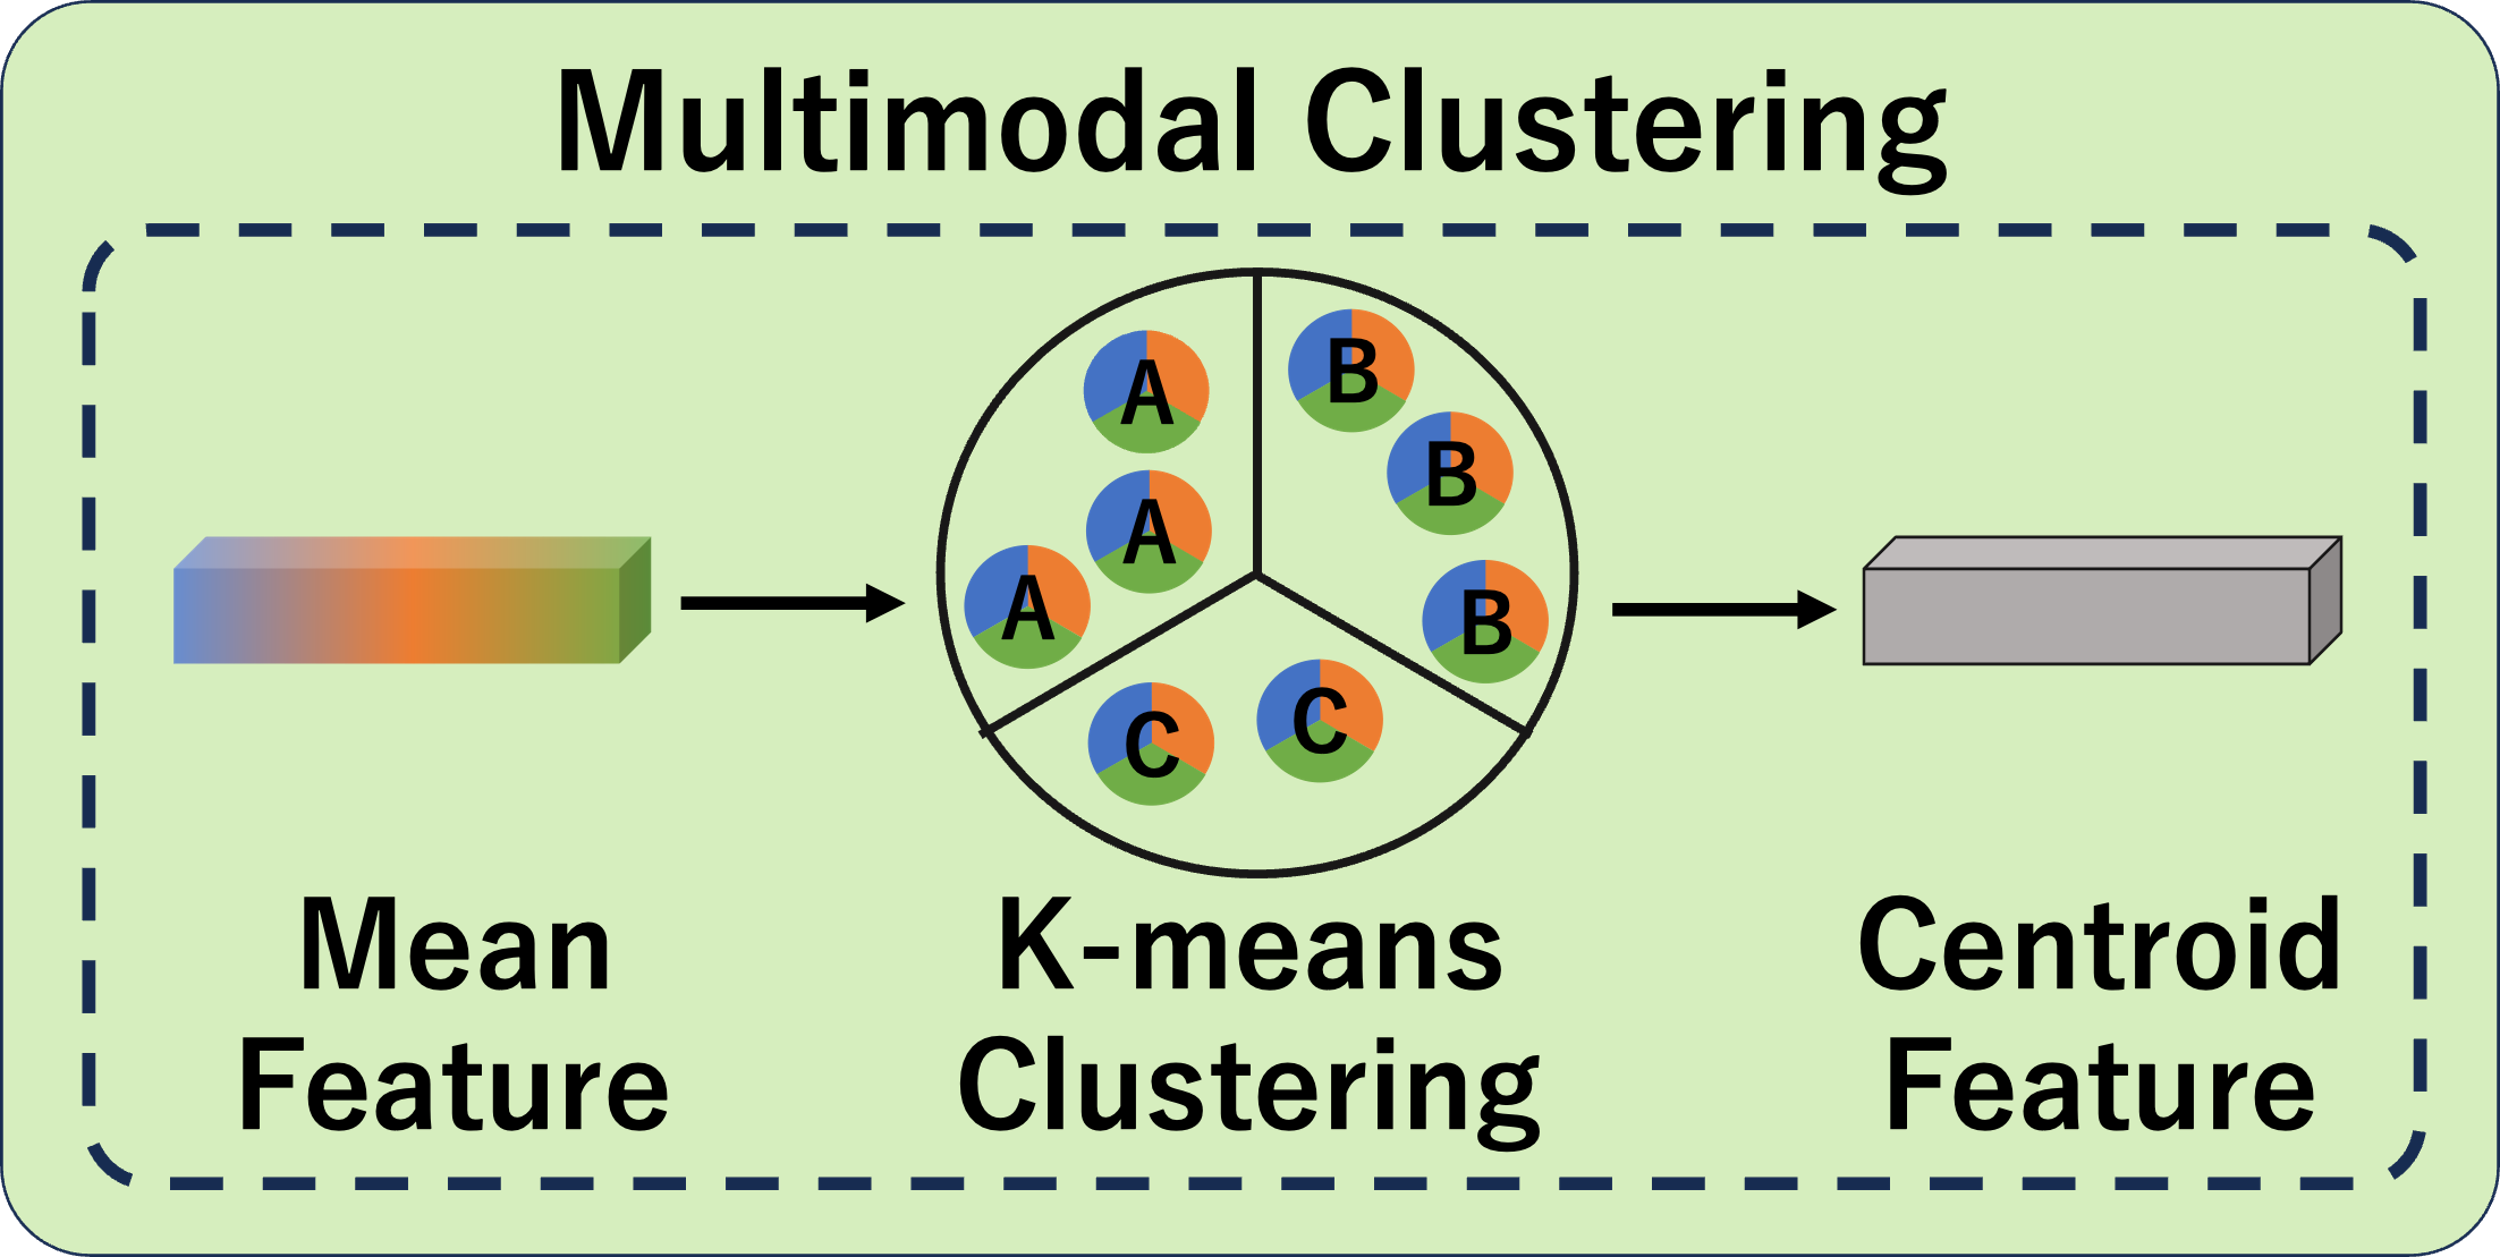 Multimodal Clustering
A
B
A
B
A
B
C
C
Mean
Feature
K-means
Clustering
Centroid
Feature